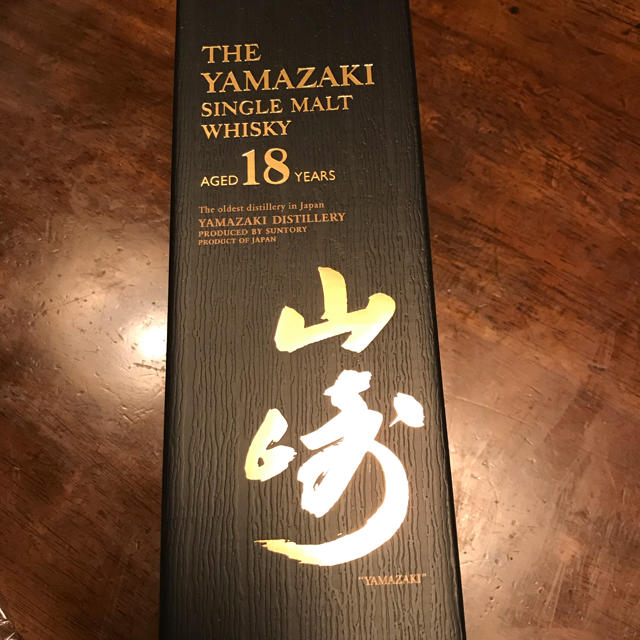 THE
YAMAZAKI
SINGLE MALT
WHISKY
AGED 18 YEARS
The oldest distillery in Japan
YAMAZAKI DISTILLERY
PRODUCED BY SUNTORY
PRODUCT OF JAPAN
山
崎
"YAMAZAKI"